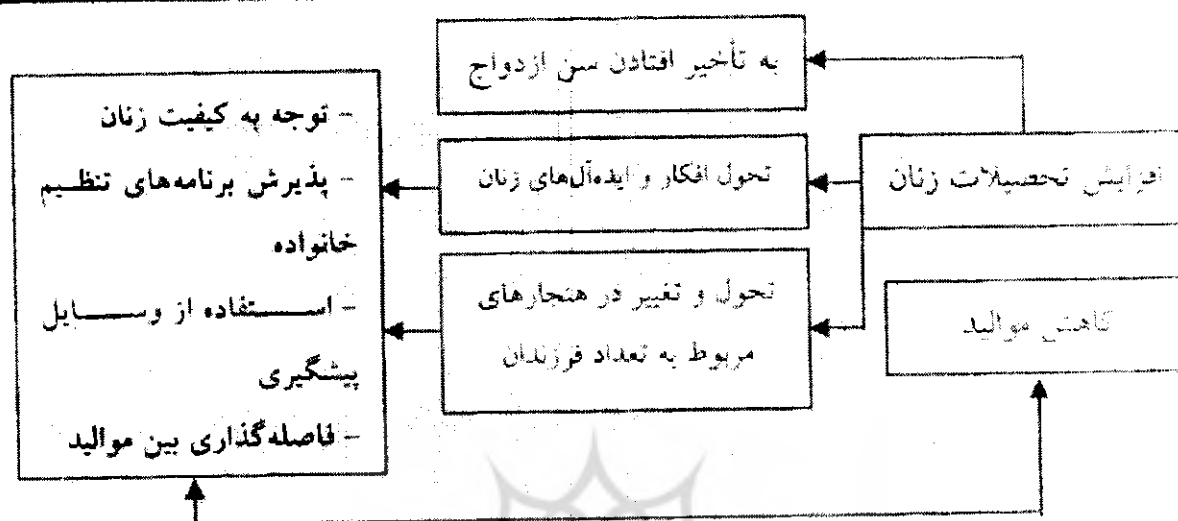 افزایش تحصیلات زنان
به تأخیر افتادن سن ازدواج
تحول افکار و ایده‌آل‌های زنان
تحول و تغییر در هنجارهای
مربوط به تعداد فرزندان
- توجه به کیفیت زنان
- پذیرش برنامه‌های تنظیم
خانواده
- استفاده از وسایل
پیشگیری
- فاصله‌گذاری بین موالید
کاهش موالید